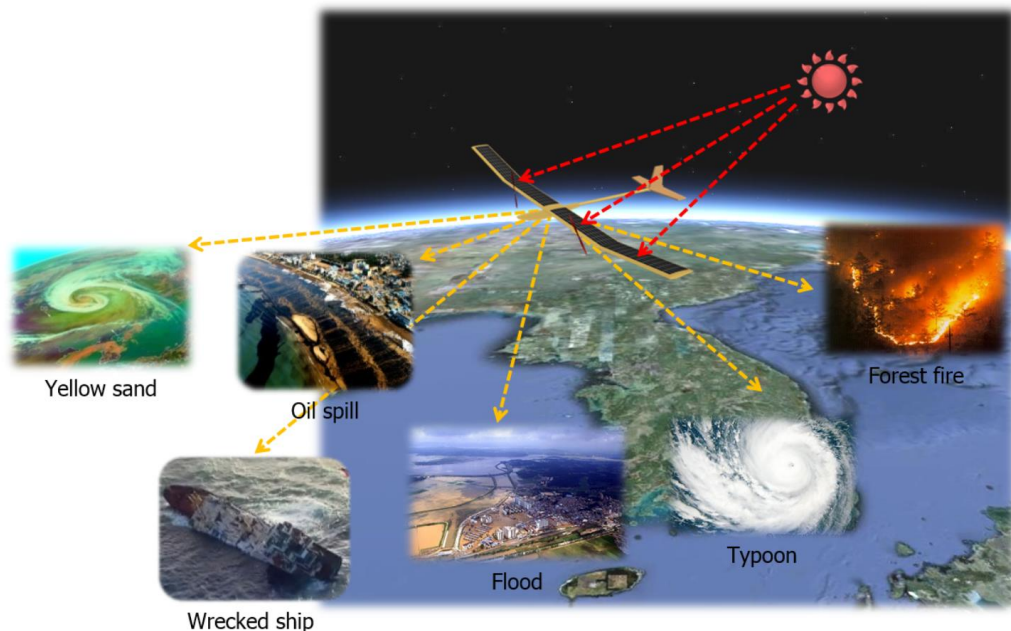 Yellow sand
Oil spill
Forest fire
Wrecked ship
Flood
Typoon